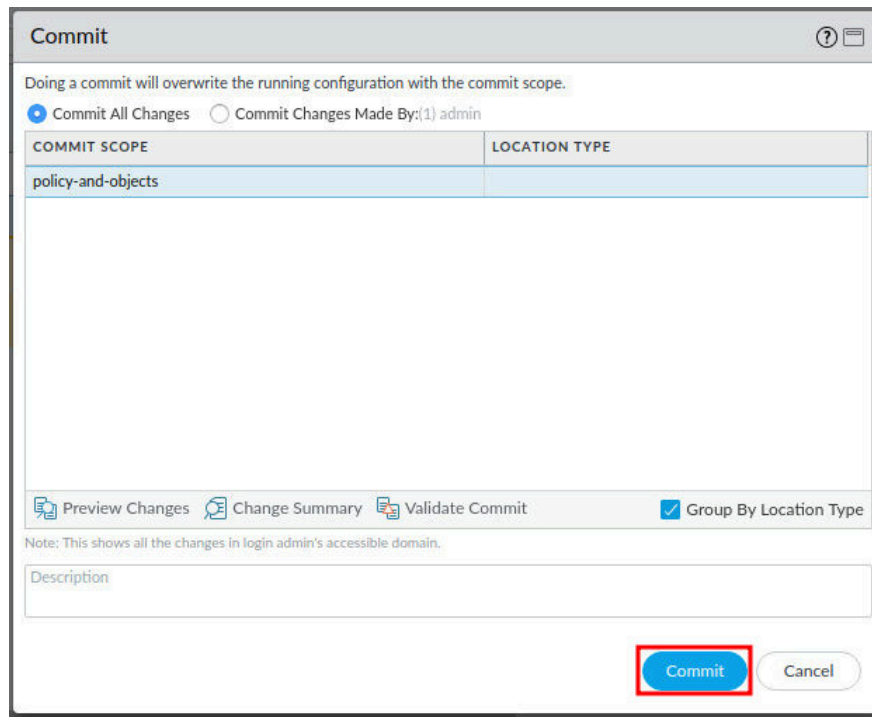 Commit
Doing a commit will overwrite the running configuration with the commit scope.
Commit All Changes Commit Changes Made By:(1) admin
COMMIT SCOPE LOCATION TYPE
policy-and-objects
Preview Changes Change Summary Validate Commit Group By Location Type
Note: This shows all the changes in login admin's accessible domain.
Description
Commit Cancel